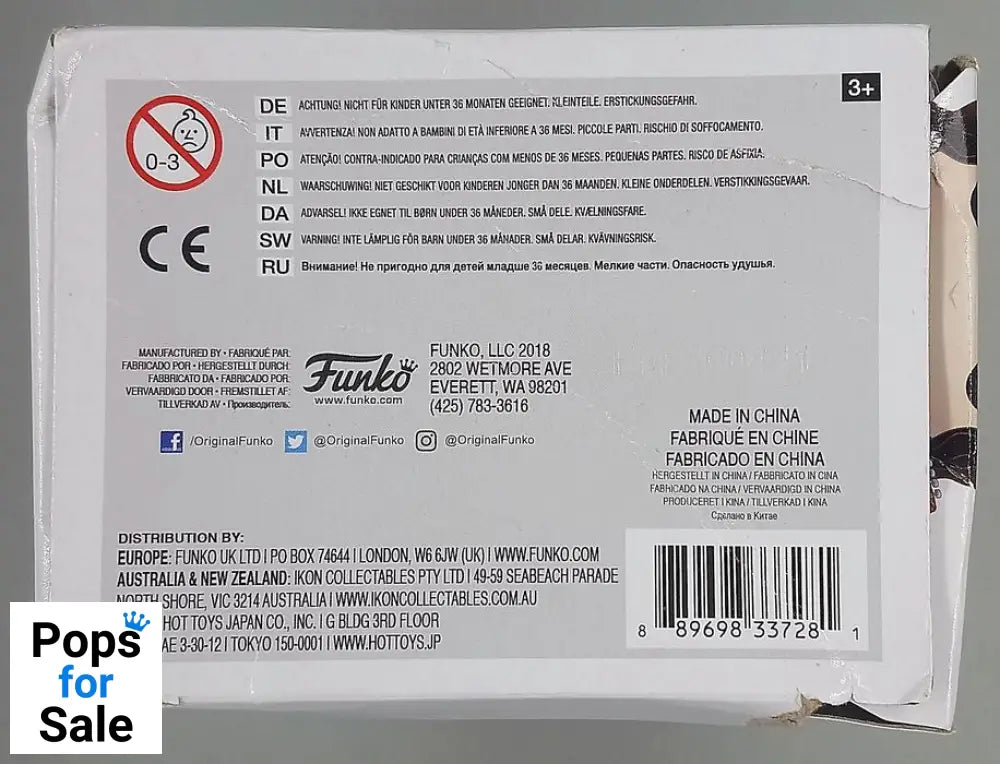 3+
0-3
DE ACHTUNG! NICHT FÜR KINDER UNTER 36 MONATEN GEEIGNET. KLEINTEILE. ERSTICKUNGSGEFAHR.
IT AVVERTENZA! NON ADATTO A BAMBINI DI ETÀ INFERIORE A 36 MESI. PICCOLE PARTI. RISCHIO DI SOFFOCAMENTO.
PO ATENÇÃO! CONTRA-INDICADO PARA CRIANÇAS COM MENOS DE 36 MESES. PEQUENAS PARTES. RISCO DE ASFIXIA.
NL WAARSCHUWING! NIET GESCHIKT VOOR KINDEREN JONGER DAN 36 MAANDEN. KLEINE ONDERDELEN. VERSTIKKINGSGEVAAR.
DA ADVARSEL! IKKE EGNET TIL BØRN UNDER 36 MÅNEDER. SMÅ DELE. KVÆLNINGSFARE.
SW VARNING! INTE LÄMPLIG FÖR BARN UNDER 36 MÅNADER. SMÅ DELAR. KVÄVNINGSRISK.
RU Внимание! Не пригодно для детей младше 36 месяцев. Мелкие части. Опасность удушья.
CE
MANUFACTURED BY • FABRIQUÉ PAR:
FABRICADO POR • HERGESTELLT DURCH:
FABBRICATO DA • FABRICADO POR:
VERVAARDIGD DOOR • FREMSTILLET AF:
TILLVERKAD AV • Производитель:
Funko
www.funko.com
FUNKO, LLC 2018
2802 WETMORE AVE
EVERETT, WA 98201
(425) 783-3616
/OriginalFunko @OriginalFunko @OriginalFunko
MADE IN CHINA
FABRIQUÉ EN CHINE
FABRICADO EN CHINA
HERGESTELLT IN CHINA / FABBRICATO IN CINA
FABRICADO NA CHINA / VERVAARDIGD IN CHINA
PRODUCERET I KINA / TILLVERKAD I KINA
Сделано в Китае
DISTRIBUTION BY:
EUROPE: FUNKO UK LTD | PO BOX 74644 | LONDON, W6 6JW (UK) | WWW.FUNKO.COM
AUSTRALIA & NEW ZEALAND: IKON COLLECTABLES PTY LTD | 49-59 SEABEACH PARADE
NORTH SHORE, VIC 3214 AUSTRALIA | WWW.IKONCOLLECTABLES.COM.AU
HOT TOYS JAPAN CO., INC. | G BLDG 3RD FLOOR
AE 3-30-12 | TOKYO 150-0001 | WWW.HOTTOYS.JP
8 89698 33728 1
Pops
for
Sale